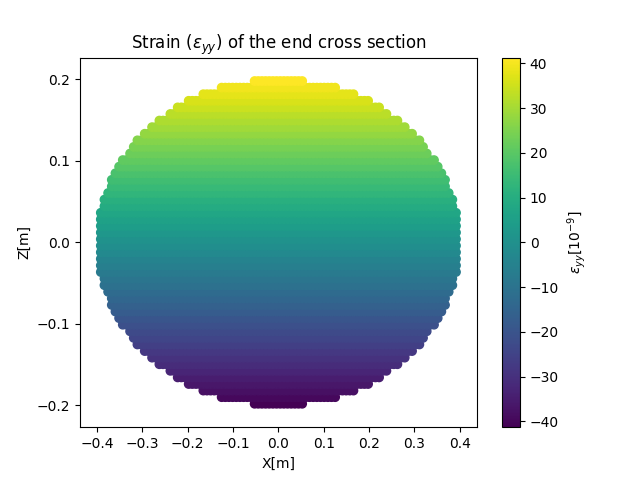 Strain (ε_yy) of the end cross section
0.2
0.1
0.0
−0.1
−0.2
Z[m]
−0.4 −0.3 −0.2 −0.1 0.0 0.1 0.2 0.3 0.4
X[m]
40
30
20
10
0
−10
−20
−30
−40
ε_yy[10⁻⁹]